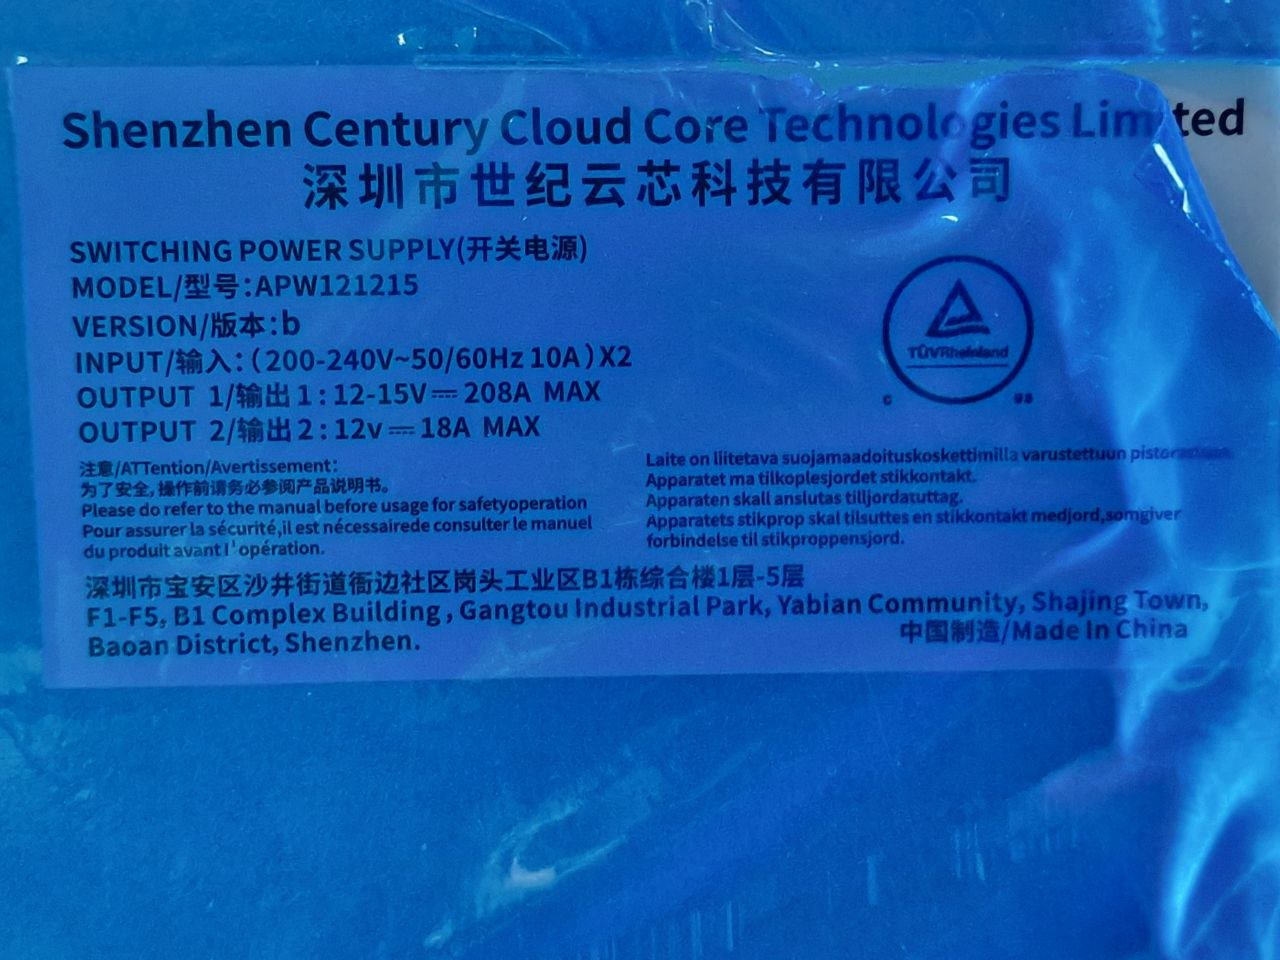 Shenzhen Century Cloud Core Technologies Limited
深圳市世纪云芯科技有限公司
SWITCHING POWER SUPPLY(开关电源)
MODEL/型号:APW121215
VERSION/版本:b
INPUT/输入:(200-240V~50/60Hz 10A)X2
OUTPUT 1/输出1:12-15V⎓208A MAX
OUTPUT 2/输出2:12v⎓18A MAX
TÜVRheinland
c us
注意/ATTention/Avertissement:
为了安全,操作前请务必参阅产品说明书。
Please do refer to the manual before usage for safetyoperation
Pour assurer la sécurité,il est nécessairede consulter le manuel
du produit avant l'opération.
Laite on liitetava suojamaadoituskoskettimilla varustettuun
Apparatet ma tilkoplesjordet stikkontakt.
Apparaten skall anslutas tilljordatuttag.
Apparatets stikprop skal tilsuttes en stikkontakt medjord,somgiver
forbindelse til stikproppensjord.
深圳市宝安区沙井街道衙边社区岗头工业区B1栋综合楼1层-5层
F1-F5, B1 Complex Building, Gangtou Industrial Park, Yabian Community, Shajing Town,
Baoan District, Shenzhen.
中国制造/Made In China